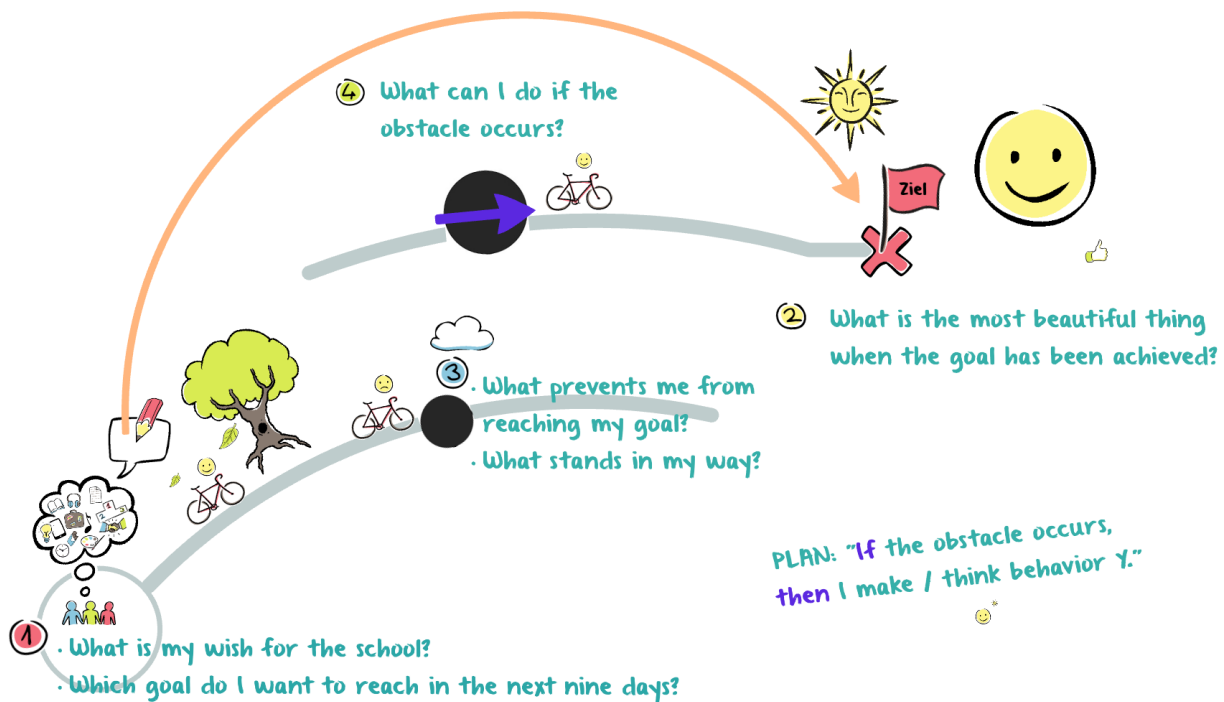 4 What can I do if the
obstacle occurs?
Ziel
2 What is the most beautiful thing
when the goal has been achieved?
3
· What prevents me from
reaching my goal?
· What stands in my way?
PLAN: "If the obstacle occurs,
then I make / think behavior Y."
1
· What is my wish for the school?
· Which goal do I want to reach in the next nine days?